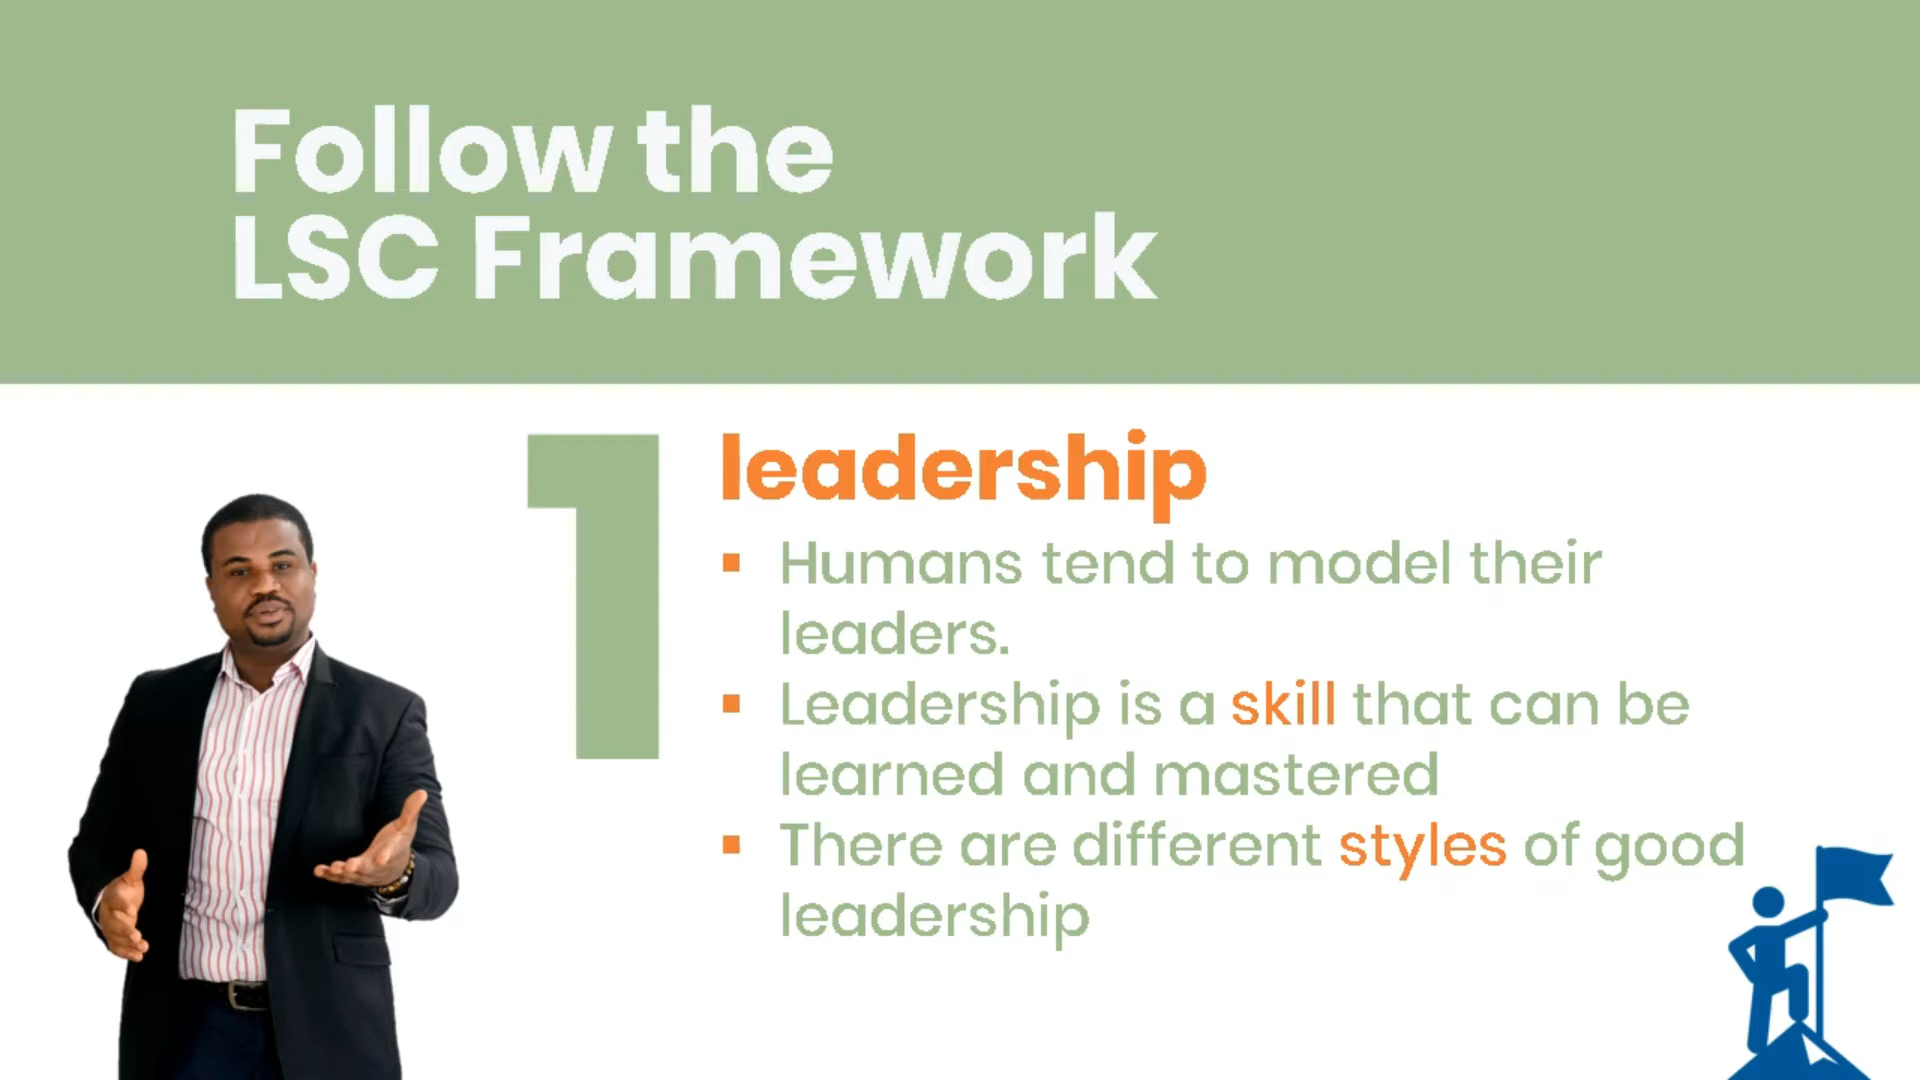 Follow the
LSC Framework
1
leadership
Humans tend to model their
leaders.
Leadership is a skill that can be
learned and mastered
There are different styles of good
leadership